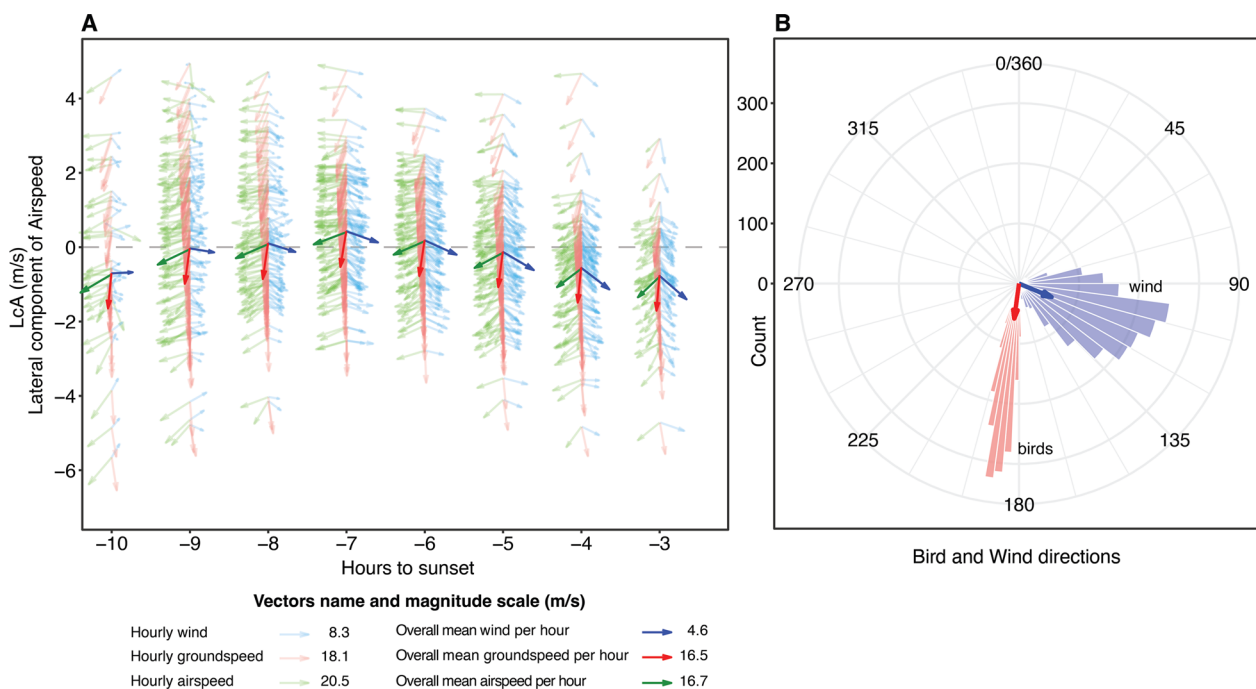 A
LcA (m/s)
Lateral component of Airspeed
4
2
0
−2
−4
−6
−10 −9 −8 −7 −6 −5 −4 −3
Hours to sunset
B
Count
300
200
100
0
0/360
45
90
135
180
225
270
315
wind
birds
Bird and Wind directions
Vectors name and magnitude scale (m/s)
Hourly wind 8.3 Overall mean wind per hour 4.6
Hourly groundspeed 18.1 Overall mean groundspeed per hour 16.5
Hourly airspeed 20.5 Overall mean airspeed per hour 16.7